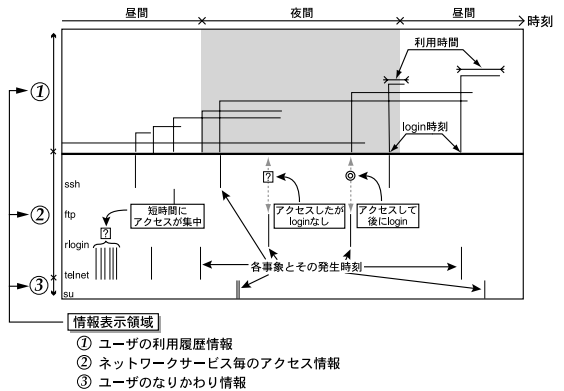 昼間 夜間 昼間 時刻
利用時間
①
login時刻
ssh
?
◎
②
ftp
短時間に
アクセスが集中
アクセスしたが
loginなし
アクセスして
後にlogin
?
rlogin
各事象とその発生時刻
telnet
③
su
情報表示領域
① ユーザの利用履歴情報
② ネットワークサービス毎のアクセス情報
③ ユーザのなりかわり情報